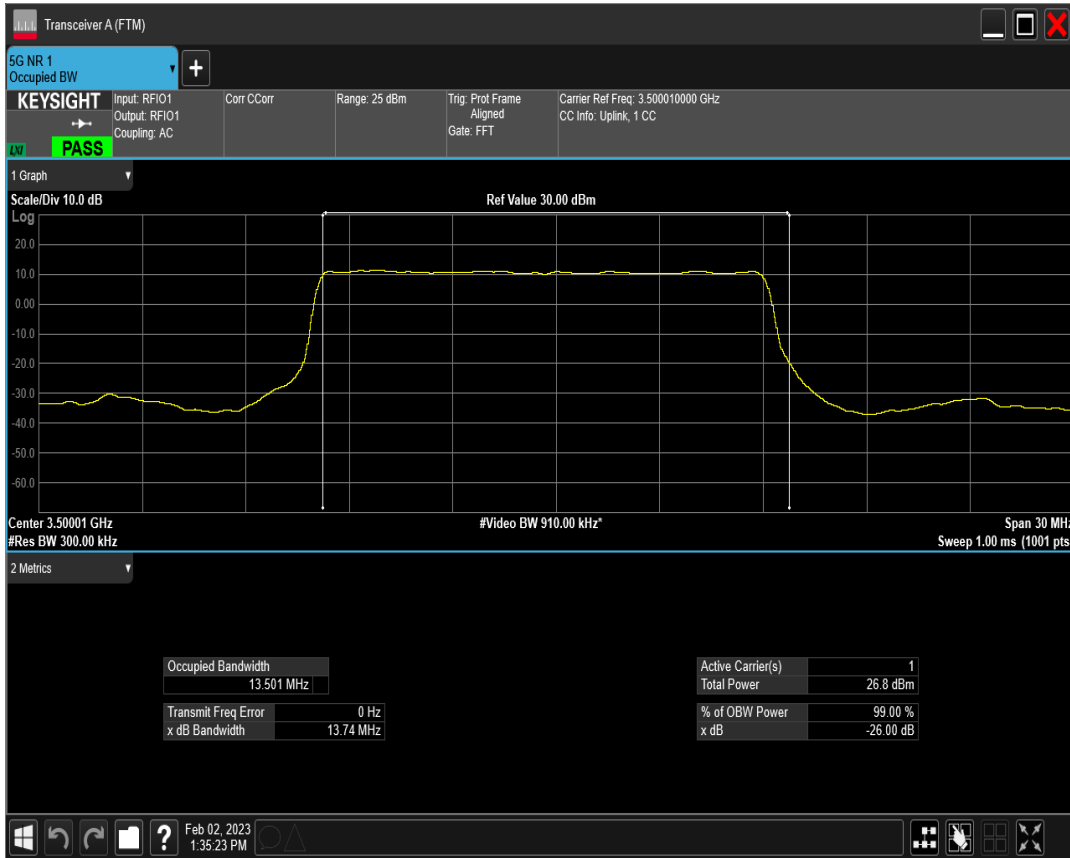 Transceiver A (FTM)
5G NR 1
Occupied BW
+
KEYSIGHT
Input: RFIO1
Output: RFIO1
Coupling: AC
Corr CCorr
Range: 25 dBm
Trig: Prot Frame
Aligned
Gate: FFT
Carrier Ref Freq: 3.500010000 GHz
CC Info: Uplink, 1 CC
LXI
PASS
1 Graph
Scale/Div 10.0 dB
Ref Value 30.00 dBm
Log
20.0
10.0
0.00
-10.0
-20.0
-30.0
-40.0
-50.0
-60.0
Center 3.50001 GHz
#Video BW 910.00 kHz*
Span 30 MHz
#Res BW 300.00 kHz
Sweep 1.00 ms (1001 pts
2 Metrics
Occupied Bandwidth
13.501 MHz
Transmit Freq Error 0 Hz
x dB Bandwidth 13.74 MHz
Active Carrier(s) 1
Total Power 26.8 dBm
% of OBW Power 99.00 %
x dB -26.00 dB
?
Feb 02, 2023
1:35:23 PM